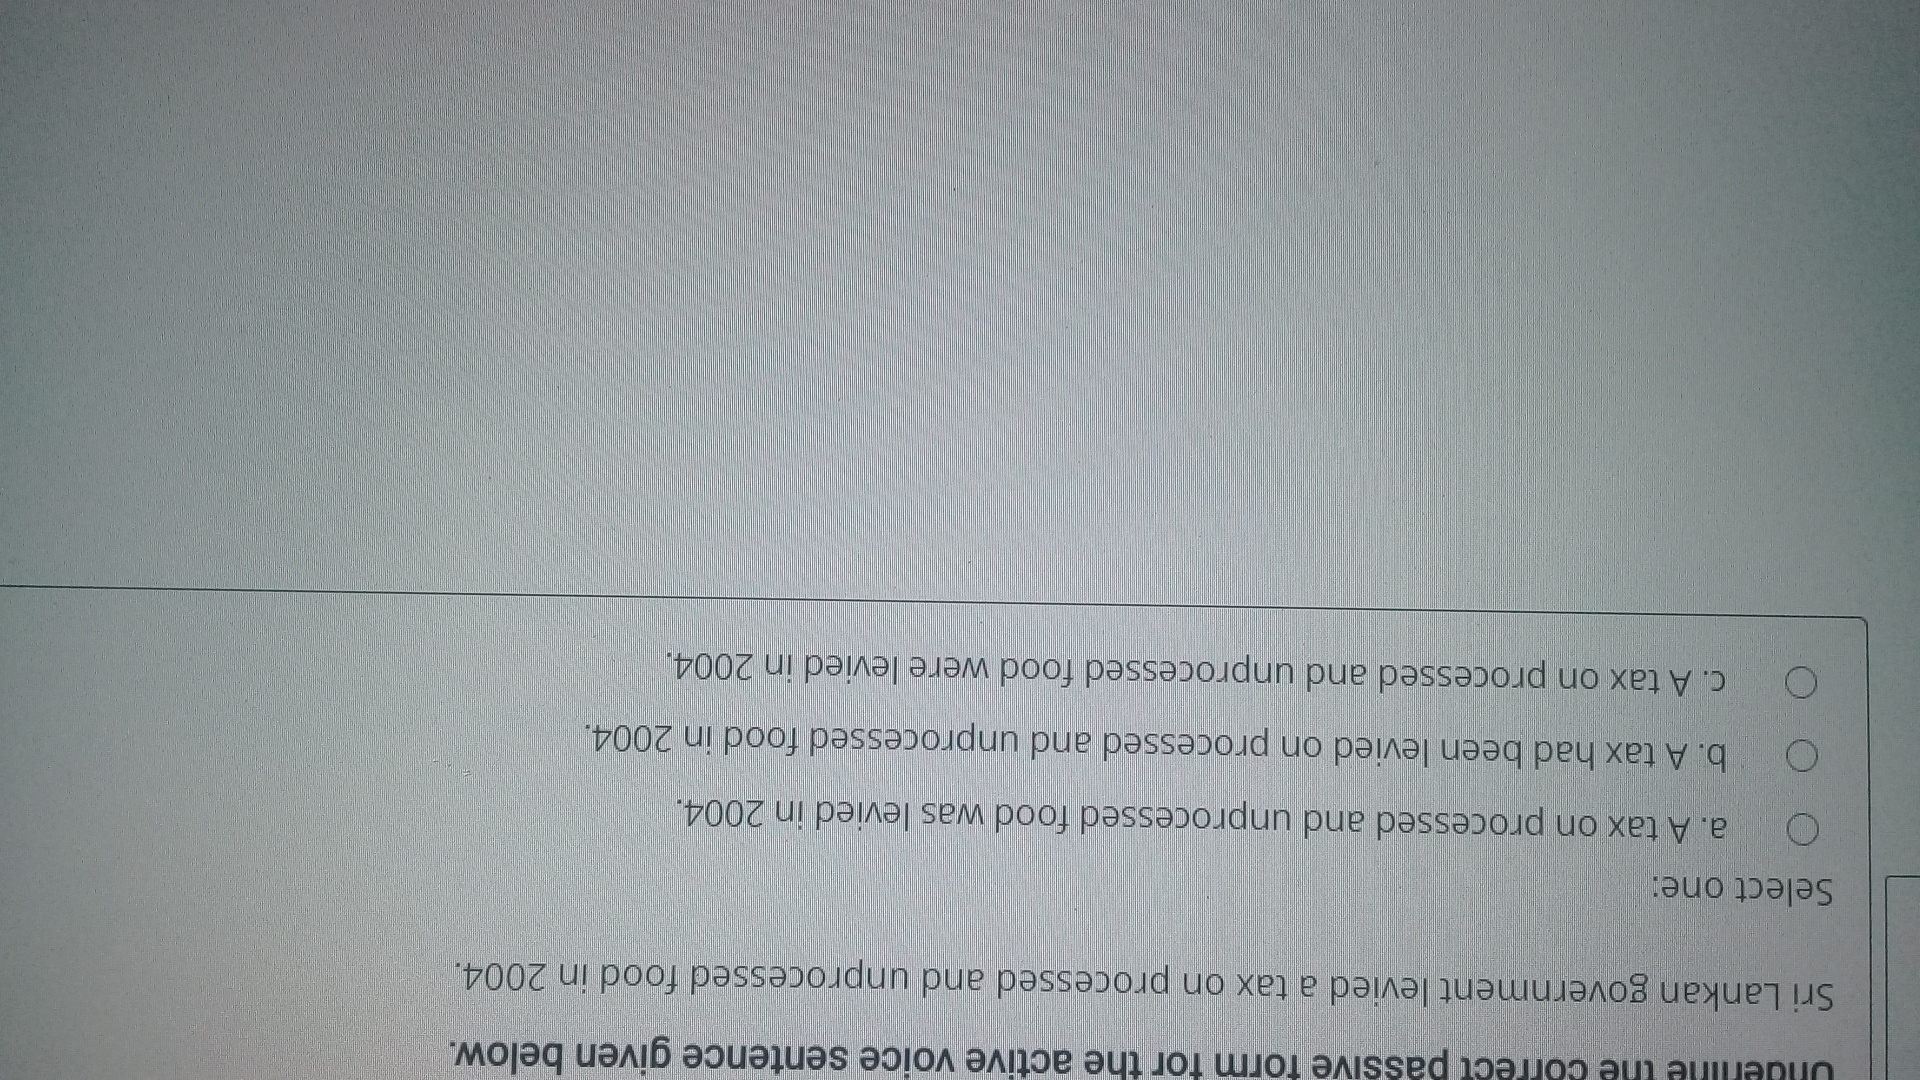 Underline the correct passive form for the active voice sentence given below.
Sri Lankan government levied a tax on processed and unprocessed food in 2004.
Select one:
a. A tax on processed and unprocessed food was levied in 2004.
b. A tax had been levied on processed and unprocessed food in 2004.
c. A tax on processed and unprocessed food were levied in 2004.